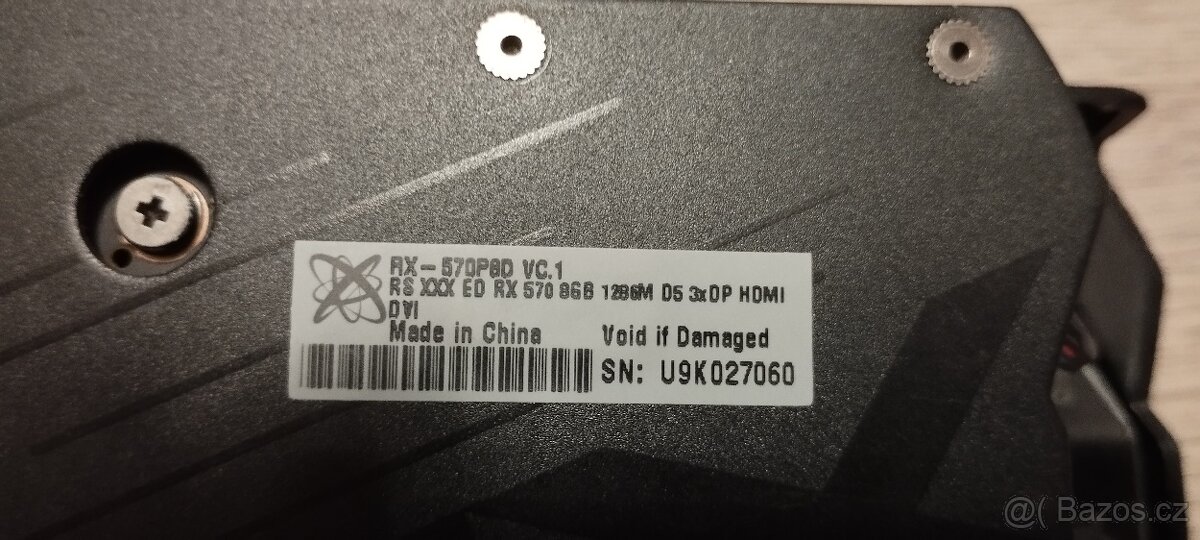 RX-570P8D VC.1
RS XXX ED RX 570 8GB 1286M D5 3xDP HDMI
DVI
Made in China Void if Damaged
SN: U9K027060
@( Bazos.cz